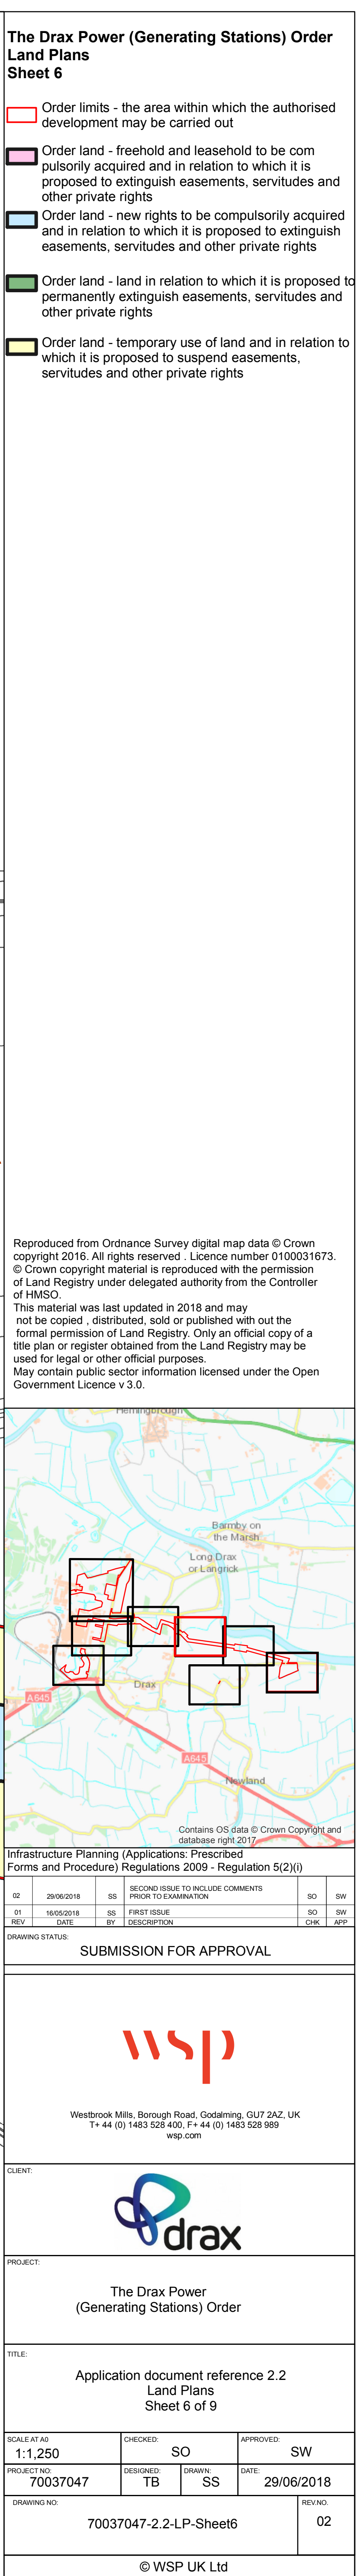 The Drax Power (Generating Stations) Order
Land Plans
Sheet 6
Order limits - the area within which the authorised
development may be carried out
Order land - freehold and leasehold to be com
pulsorily acquired and in relation to which it is
proposed to extinguish easements, servitudes and
other private rights
Order land - new rights to be compulsorily acquired
and in relation to which it is proposed to extinguish
easements, servitudes and other private rights
Order land - land in relation to which it is proposed to
permanently extinguish easements, servitudes and
other private rights
Order land - temporary use of land and in relation to
which it is proposed to suspend easements,
servitudes and other private rights
Reproduced from Ordnance Survey digital map data © Crown
copyright 2016. All rights reserved . Licence number 0100031673.
© Crown copyright material is reproduced with the permission
of Land Registry under delegated authority from the Controller
of HMSO.
This material was last updated in 2018 and may
not be copied , distributed, sold or published with out the
formal permission of Land Registry. Only an official copy of a
title plan or register obtained from the Land Registry may be
used for legal or other official purposes.
May contain public sector information licensed under the Open
Government Licence v 3.0.
Hemingbrough
Barmby on
the Marsh
Long Drax
or Langrick
Drax
A645
A645
Newland
Contains OS data © Crown Copyright and
database right 2017
Infrastructure Planning (Applications: Prescribed
Forms and Procedure) Regulations 2009 - Regulation 5(2)(i)
02 29/06/2018 SS SECOND ISSUE TO INCLUDE COMMENTS PRIOR TO EXAMINATION SO SW
01 16/05/2018 SS FIRST ISSUE SO SW
REV DATE BY DESCRIPTION CHK APP
DRAWING STATUS:
SUBMISSION FOR APPROVAL
wsp
Westbrook Mills, Borough Road, Godalming, GU7 2AZ, UK
T+ 44 (0) 1483 528 400, F+ 44 (0) 1483 528 989
wsp.com
CLIENT:
drax
PROJECT:
The Drax Power
(Generating Stations) Order
TITLE:
Application document reference 2.2
Land Plans
Sheet 6 of 9
SCALE AT A0 CHECKED: APPROVED:
1:1,250 SO SW
PROJECT NO: DESIGNED: DRAWN: DATE:
70037047 TB SS 29/06/2018
DRAWING NO: REV.NO.
70037047-2.2-LP-Sheet6 02
© WSP UK Ltd